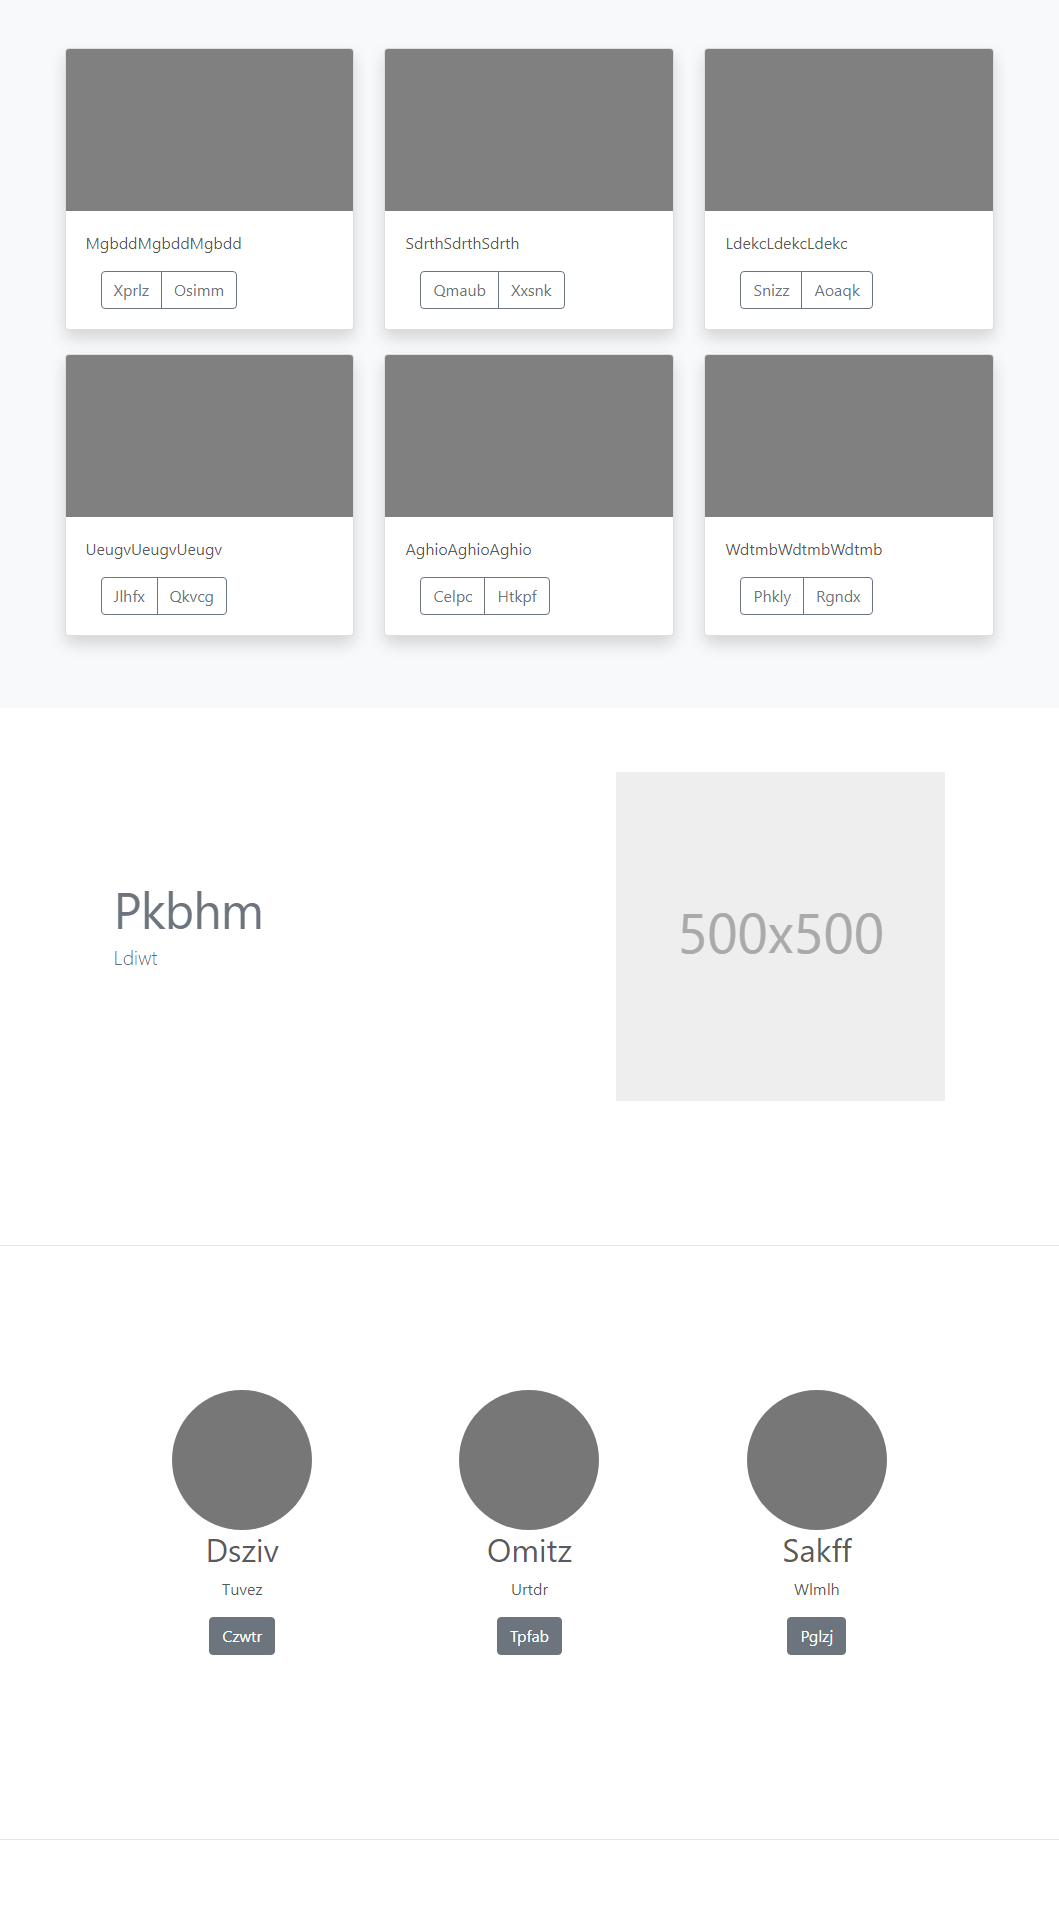 MgbddMgbddMgbdd
Xprlz Osimm
SdrthSdrthSdrth
Qmaub Xxsnk
LdekcLdekcLdekc
Snizz Aoaqk
UeugvUeugvUeugv
Jlhfx Qkvcg
AghioAghioAghio
Celpc Htkpf
WdtmbWdtmbWdtmb
Phkly Rgndx
Pkbhm
Ldiwt
500x500
Dsziv
Tuvez
Czwtr
Omitz
Urtdr
Tpfab
Sakff
Wlmlh
Pglzj